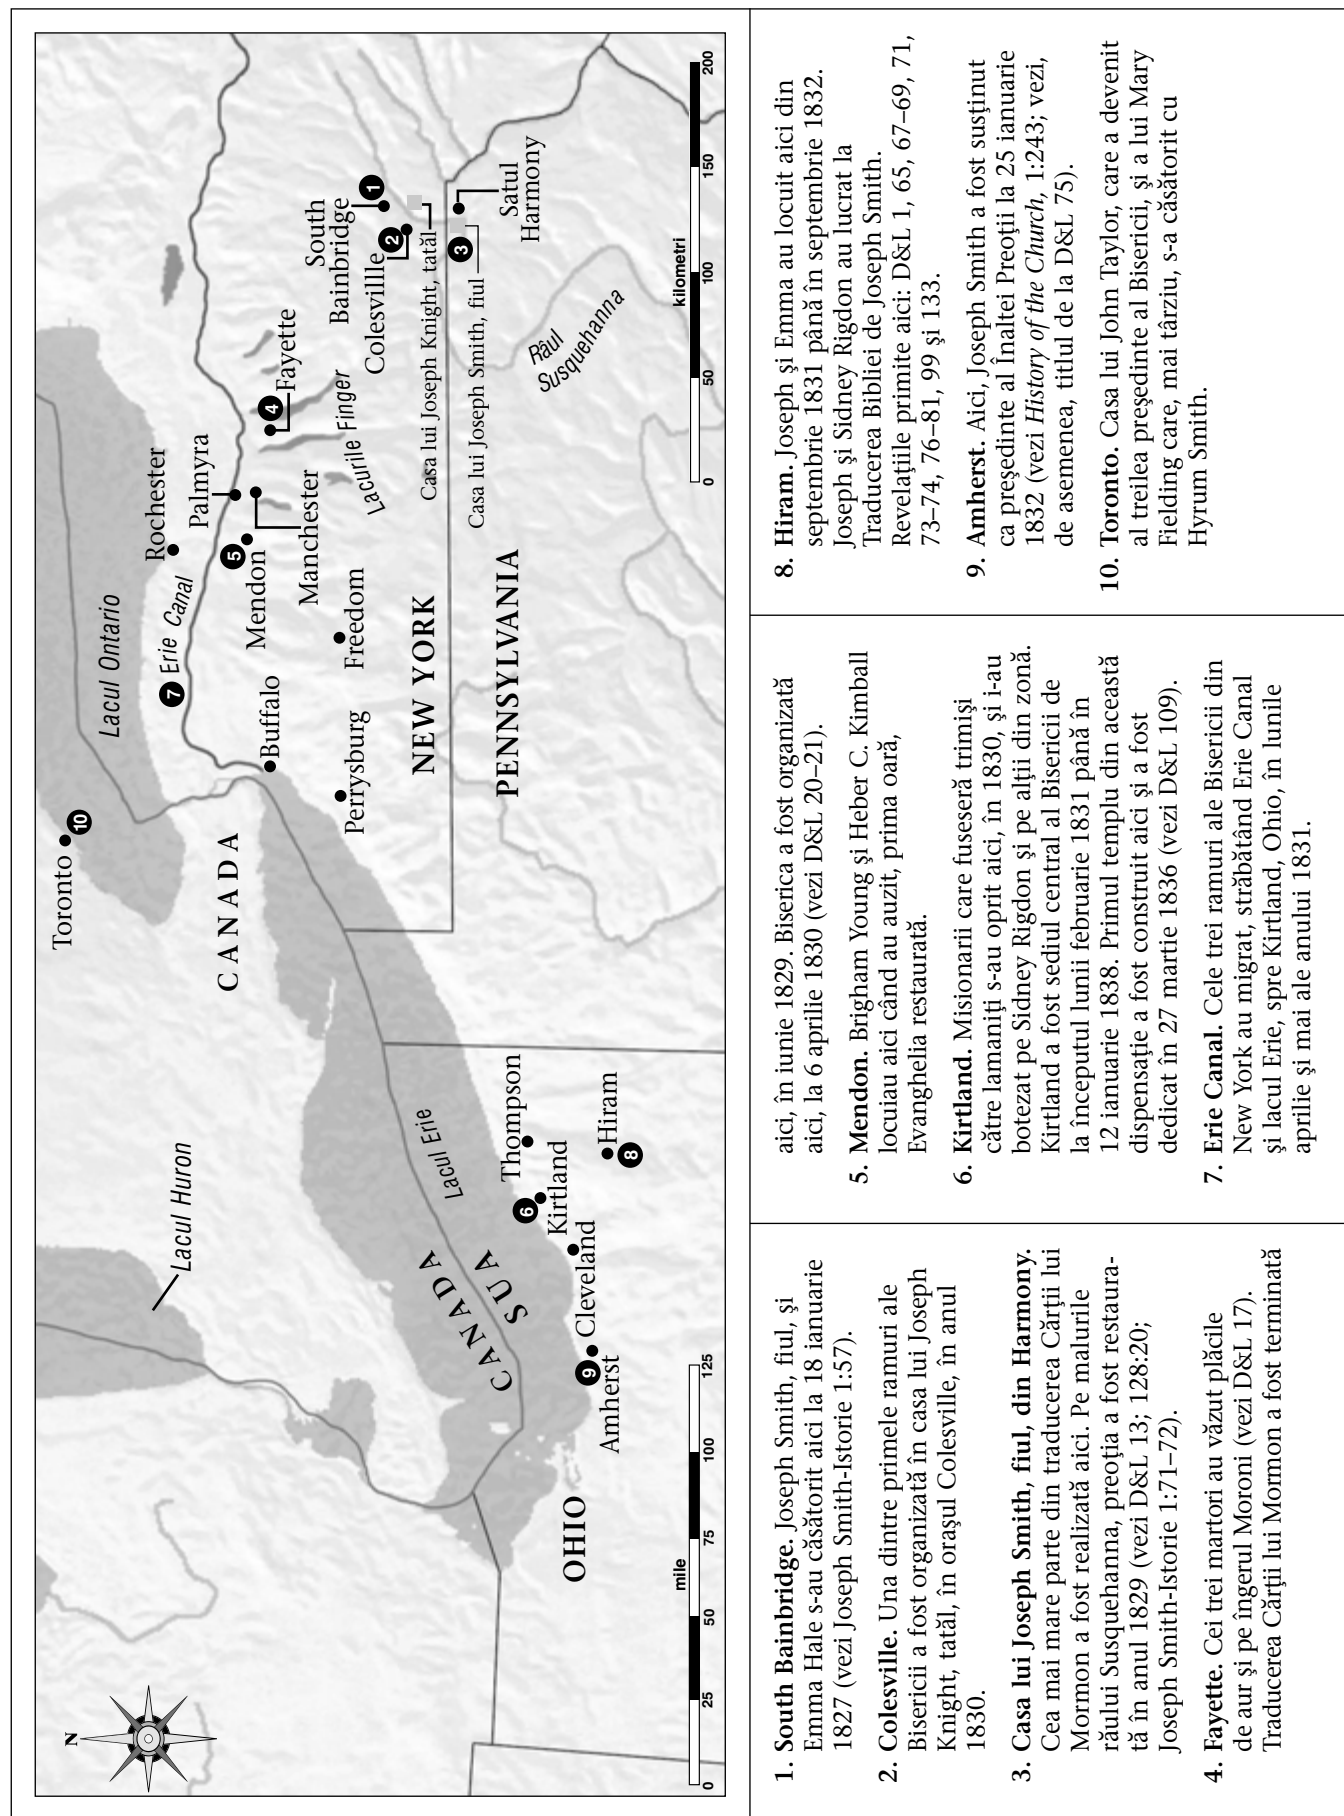 N
Lacul Huron
Toronto
10
Lacul Ontario
CANADA
7 Erie Canal
Rochester
Palmyra
Buffalo
5
Mendon
Manchester
4
Fayette
Lacurile Finger
South
Bainbridge
1
2
Colesvillle
Casa lui Joseph Knight, tatăl
3
Casa lui Joseph Smith, fiul
Satul
Harmony
Perrysburg
Freedom
NEW YORK
PENNSYLVANIA
Râul
Susquehanna
Lacul Erie
CANADA
SUA
Thompson
6
Kirtland
Hiram
8
Cleveland
9
Amherst
OHIO
mile
0 25 50 75 100 125
kilometri
0 50 100 150 200
1. South Bainbridge. Joseph Smith, fiul, şi
Emma Hale s-au căsătorit aici la 18 ianuarie
1827 (vezi Joseph Smith-Istorie 1:57).
2. Colesville. Una dintre primele ramuri ale
Bisericii a fost organizată în casa lui Joseph
Knight, tatăl, în oraşul Colesville, în anul
1830.
3. Casa lui Joseph Smith, fiul, din Harmony.
Cea mai mare parte din traducerea Cărţii lui
Mormon a fost realizată aici. Pe malurile
răului Susquehanna, preoţia a fost restaura-
tă în anul 1829 (vezi D&L 13; 128:20;
Joseph Smith-Istorie 1:71–72).
4. Fayette. Cei trei martori au văzut plăcile
de aur şi pe îngerul Moroni (vezi D&L 17).
Traducerea Cărţii lui Mormon a fost terminată
aici, în iunie 1829. Biserica a fost organizată
aici, la 6 aprilie 1830 (vezi D&L 20–21).
5. Mendon. Brigham Young şi Heber C. Kimball
locuiau aici când au auzit, prima oară,
Evanghelia restaurată.
6. Kirtland. Misionarii care fuseseră trimişi
către lamaniţi s-au oprit aici, în 1830, şi i-au
botezat pe Sidney Rigdon şi pe alţii din zonă.
Kirtland a fost sediul central al Bisericii de
la începutul lunii februarie 1831 până în
12 ianuarie 1838. Primul templu din această
dispensaţie a fost construit aici şi a fost
dedicat în 27 martie 1836 (vezi D&L 109).
7. Erie Canal. Cele trei ramuri ale Bisericii din
New York au migrat, străbătând Erie Canal
şi lacul Erie, spre Kirtland, Ohio, în lunile
aprilie şi mai ale anului 1831.
8. Hiram. Joseph şi Emma au locuit aici din
septembrie 1831 până în septembrie 1832.
Joseph şi Sidney Rigdon au lucrat la
Traducerea Bibliei de Joseph Smith.
Revelaţiile primite aici: D&L 1, 65, 67–69, 71,
73–74, 76–81, 99 şi 133.
9. Amherst. Aici, Joseph Smith a fost susţinut
ca preşedinte al Înaltei Preoţii la 25 ianuarie
1832 (vezi History of the Church, 1:243; vezi,
de asemenea, titlul de la D&L 75).
10. Toronto. Casa lui John Taylor, care a devenit
al treilea preşedinte al Bisericii, şi a lui Mary
Fielding care, mai târziu, s-a căsătorit cu
Hyrum Smith.